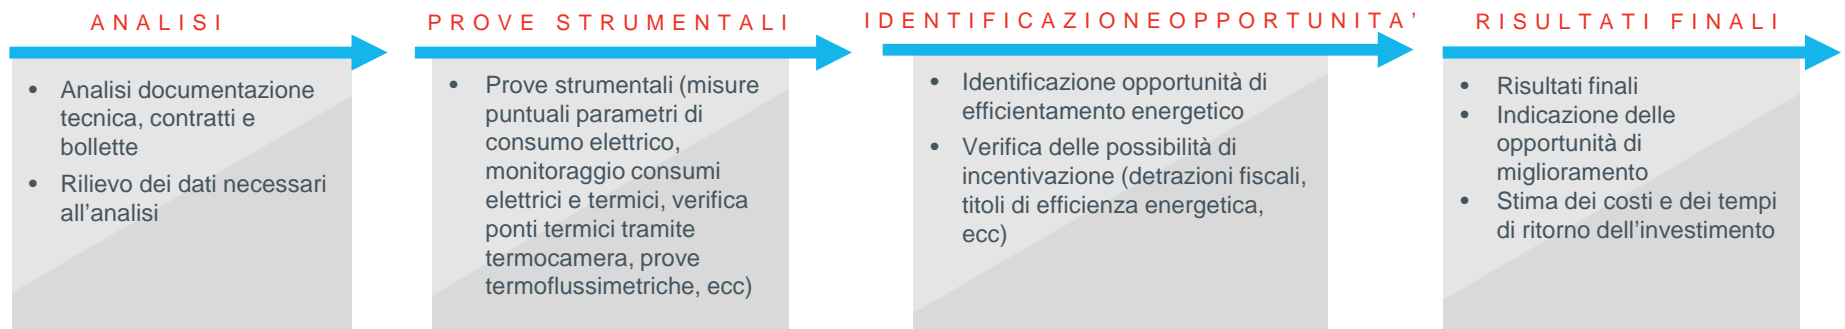 ANALISI
• Analisi documentazione
tecnica, contratti e
bollette
• Rilievo dei dati necessari
all’analisi
PROVE STRUMENTALI
• Prove strumentali (misure
puntuali parametri di
consumo elettrico,
monitoraggio consumi
elettrici e termici, verifica
ponti termici tramite
termocamera, prove
termoflussimetriche, ecc)
IDENTIFICAZIONEOPPORTUNITA’
• Identificazione opportunità di
efficientamento energetico
• Verifica delle possibilità di
incentivazione (detrazioni fiscali,
titoli di efficienza energetica,
ecc)
RISULTATI FINALI
• Risultati finali
• Indicazione delle
opportunità di
miglioramento
• Stima dei costi e dei tempi
di ritorno dell’investimento